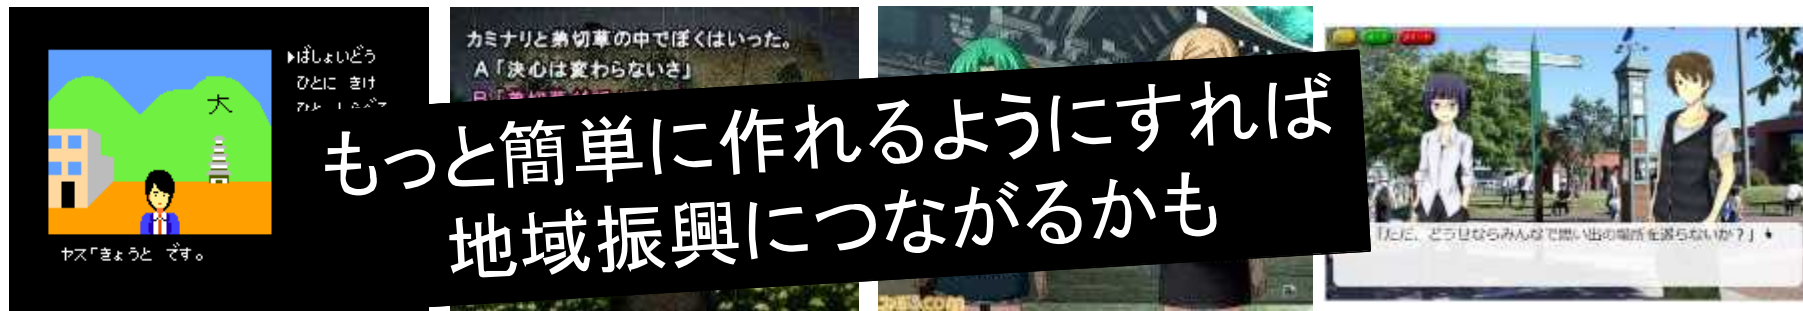 ▶ばしょいどう
ひとに きけ
ヤス「きょうと です。
カミナリと弟切草の中でぼくはいった。
A「決心は変わらないさ」
もっと簡単に作れるようにすれば
地域振興につながるかも
「ただ、どうせならみんなで思い出の場所を巡らないか？」
大